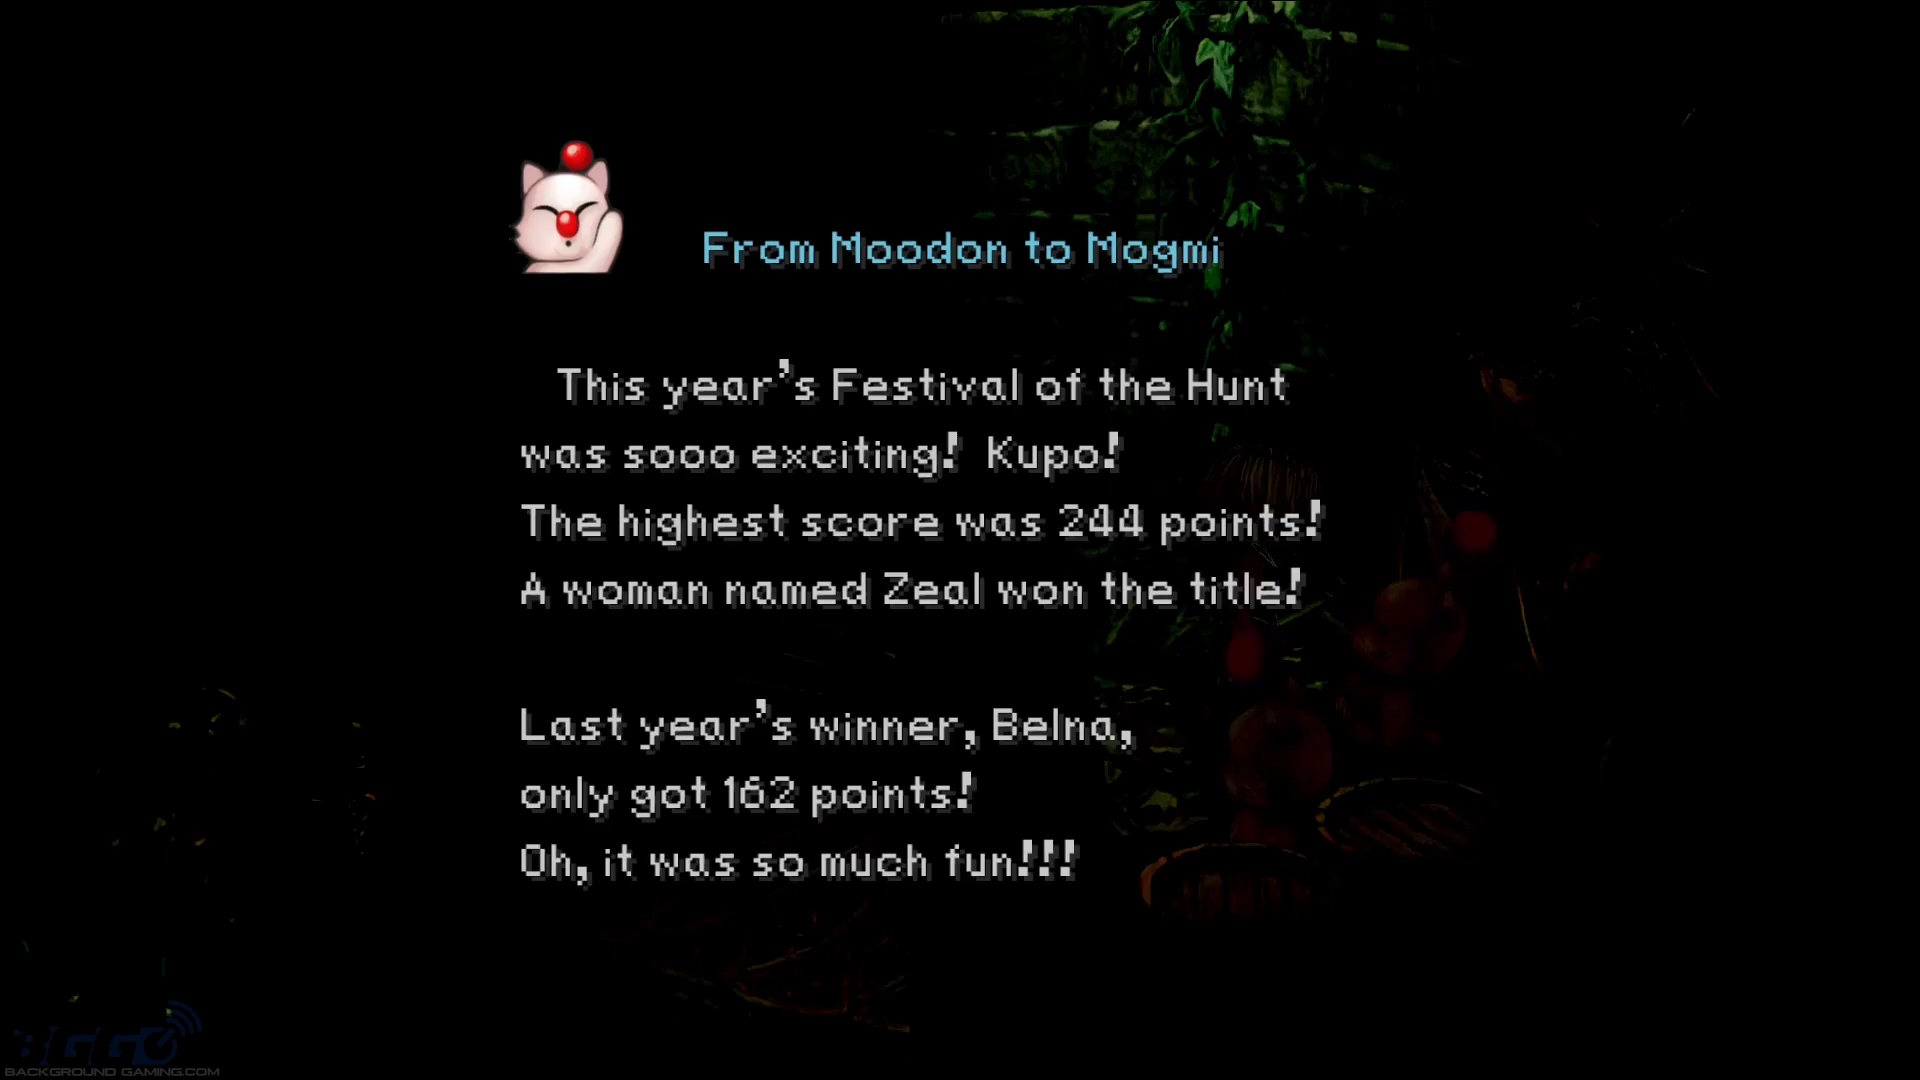 From Moodon to Mogmi
This year's Festival of the Hunt
was sooo exciting!  Kupo!
The highest score was 244 points!
A woman named Zeal won the title!
Last year's winner, Belna,
only got 162 points!
Oh, it was so much fun!!!
BGGO
BACKGROUND GAMING.COM